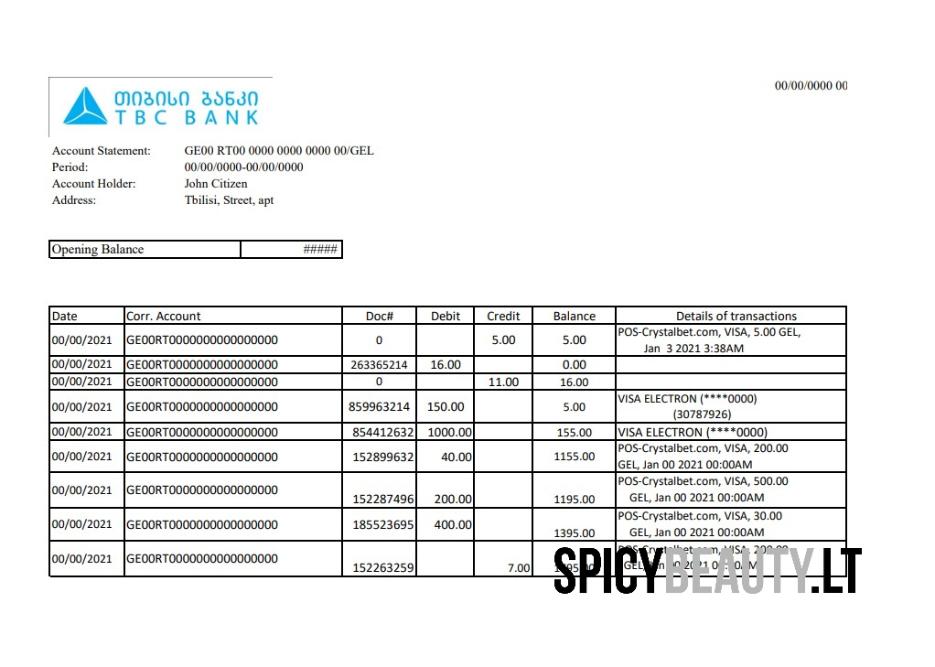 00/00/0000 00
თიბისი ბანკი
TBC BANK
Account Statement: GE00 RT00 0000 0000 0000 00/GEL
Period: 00/00/0000-00/00/0000
Account Holder: John Citizen
Address: Tbilisi, Street, apt
Opening Balance #####
Date Corr. Account Doc# Debit Credit Balance Details of transactions
00/00/2021 GE00RT0000000000000000 0 5.00 5.00 POS-Crystalbet.com, VISA, 5.00 GEL,
Jan 3 2021 3:38AM
00/00/2021 GE00RT0000000000000000 263365214 16.00 0.00
00/00/2021 GE00RT0000000000000000 0 11.00 16.00
00/00/2021 GE00RT0000000000000000 859963214 150.00 5.00 VISA ELECTRON (****0000)
(30787926)
00/00/2021 GE00RT0000000000000000 854412632 1000.00 155.00 VISA ELECTRON (****0000)
00/00/2021 GE00RT0000000000000000 152899632 40.00 1155.00 POS-Crystalbet.com, VISA, 200.00
GEL, Jan 00 2021 00:00AM
00/00/2021 GE00RT0000000000000000 152287496 200.00 1195.00 POS-Crystalbet.com, VISA, 500.00
GEL, Jan 00 2021 00:00AM
00/00/2021 GE00RT0000000000000000 185523695 400.00 1395.00 POS-Crystalbet.com, VISA, 30.00
GEL, Jan 00 2021 00:00AM
00/00/2021 GE00RT0000000000000000 152263259 7.00 POS-Crystalbet.com, VISA, 200.00
SPICYBEAUTY.LT